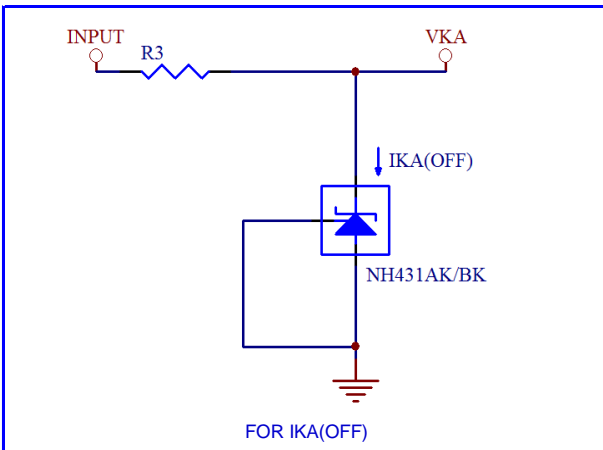 INPUT
VKA
R3
IKA(OFF)
NH431AK/BK
FOR IKA(OFF)